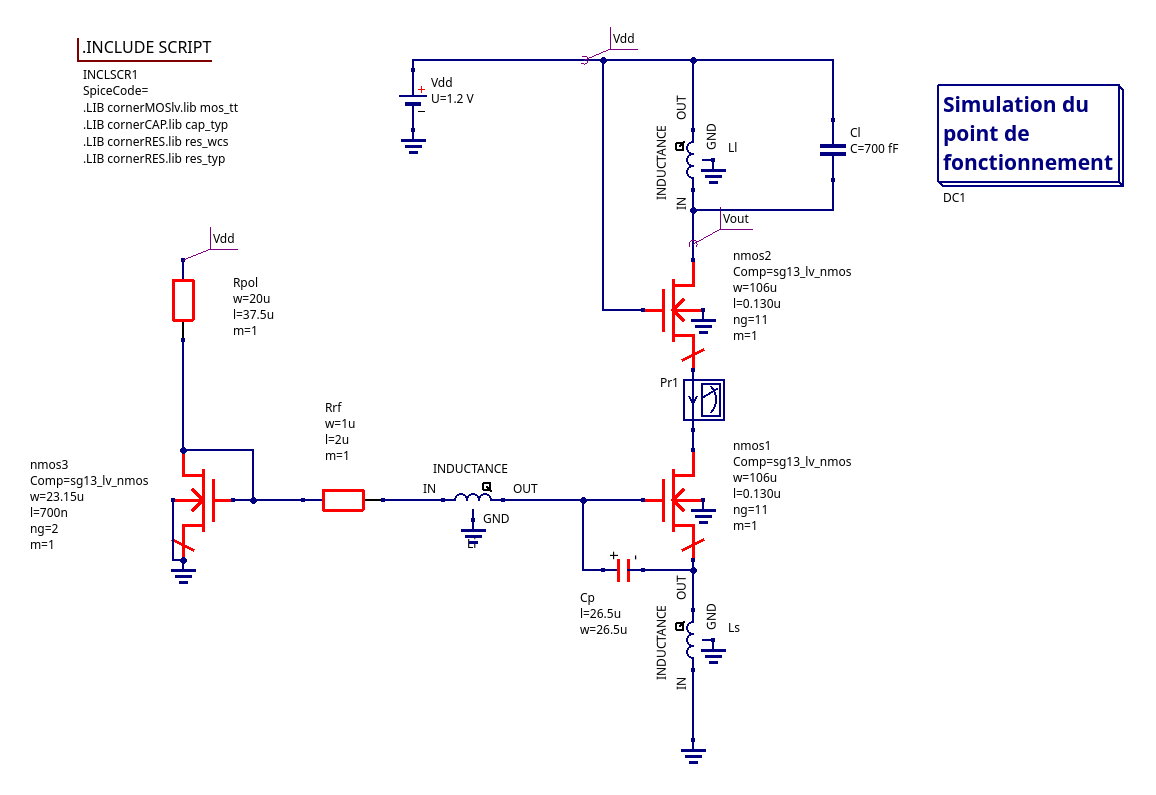 .INCLUDE SCRIPT
INCLSCR1
SpiceCode=
.LIB cornerMOSlv.lib mos_tt
.LIB cornerCAP.lib cap_typ
.LIB cornerRES.lib res_wcs
.LIB cornerRES.lib res_typ
Vdd
Vdd
U=1.2 V
+
−
OUT
GND
INDUCTANCE
Ll
IN
Cl
C=700 fF
Simulation du
point de
fonctionnement
DC1
Vout
Vdd
Rpol
w=20u
l=37.5u
m=1
nmos2
Comp=sg13_lv_nmos
w=106u
l=0.130u
ng=11
m=1
Pr1
Rrf
w=1u
l=2u
m=1
nmos3
Comp=sg13_lv_nmos
w=23.15u
l=700n
ng=2
m=1
INDUCTANCE
IN
OUT
GND
nmos1
Comp=sg13_lv_nmos
w=106u
l=0.130u
ng=11
m=1
+
-
Cp
l=26.5u
w=26.5u
OUT
GND
INDUCTANCE
Ls
IN